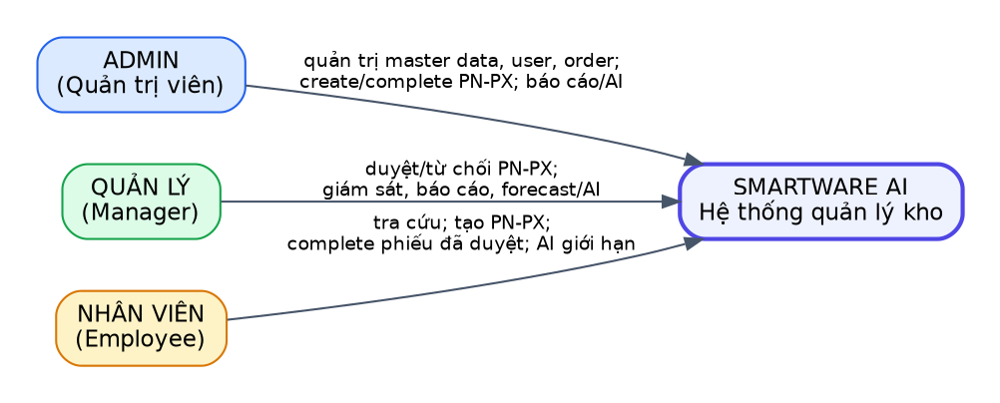 ADMIN
(Quản trị viên)
quản trị master data, user, order;
create/complete PN-PX; báo cáo/AI
QUẢN LÝ
(Manager)
duyệt/từ chối PN-PX;
giám sát, báo cáo, forecast/AI
SMARTWARE AI
Hệ thống quản lý kho
tra cứu; tạo PN-PX;
complete phiếu đã duyệt; AI giới hạn
NHÂN VIÊN
(Employee)